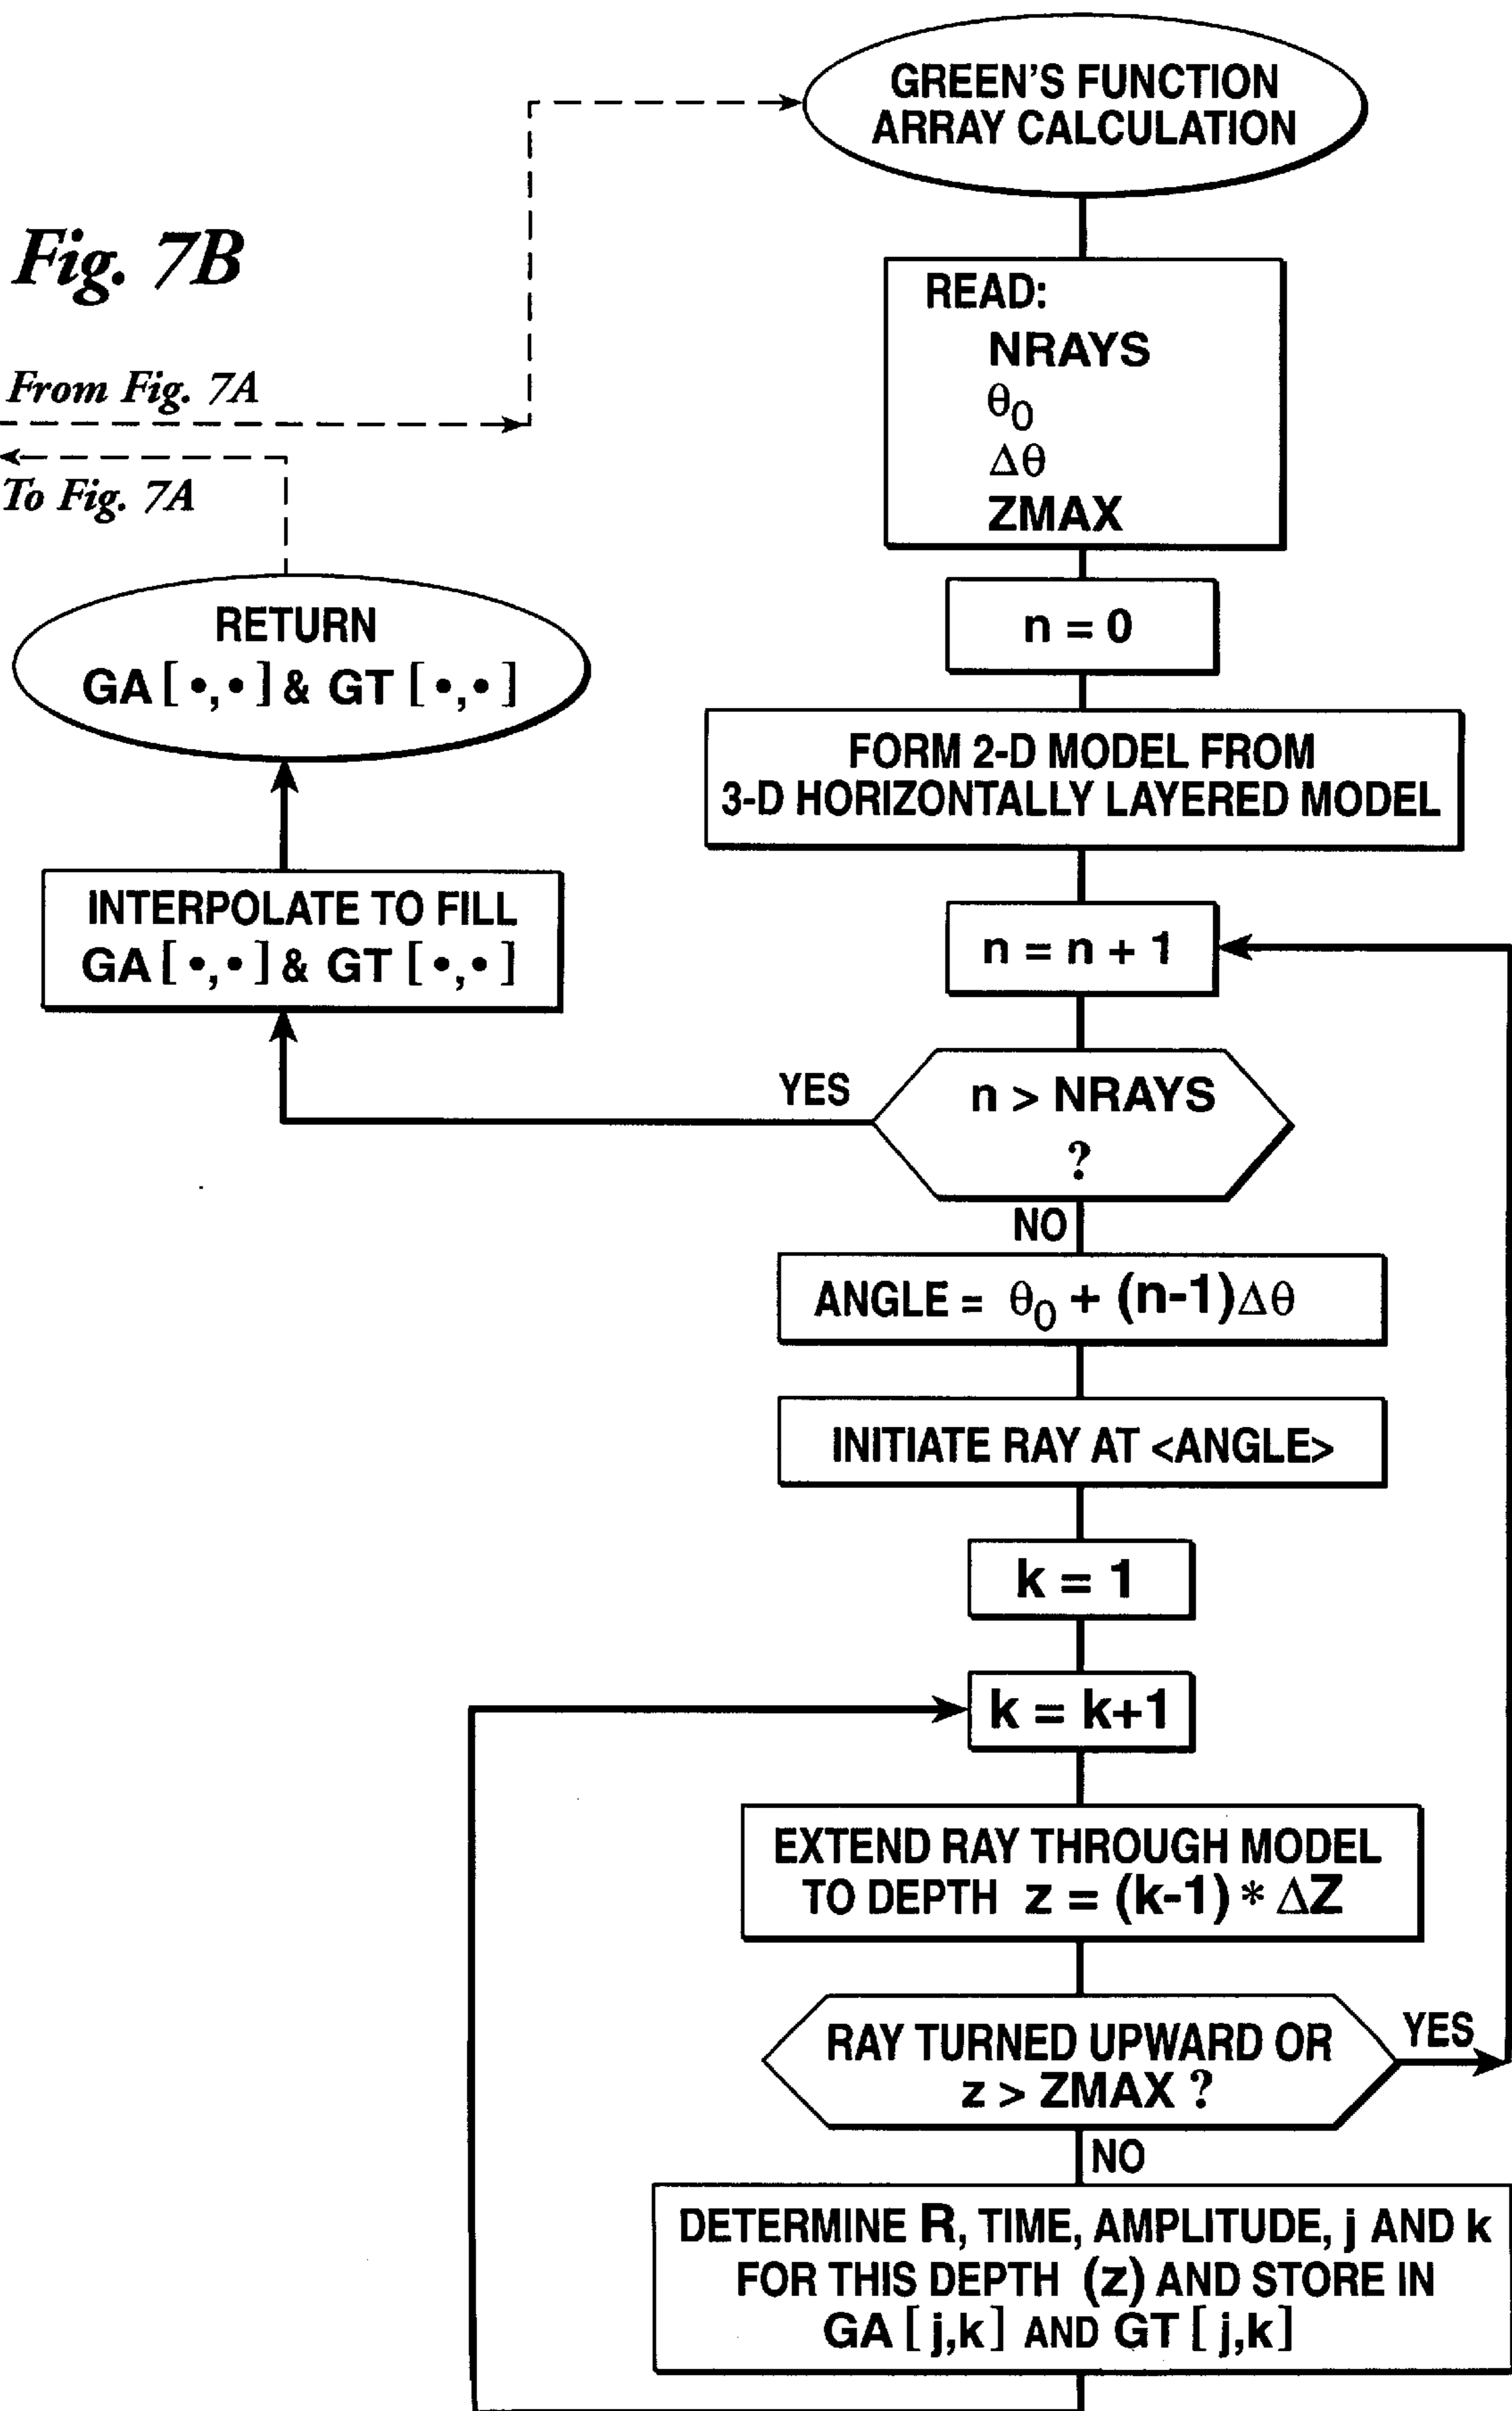 Fig. 7B
From Fig. 7A
To Fig. 7A
GREEN'S FUNCTION
ARRAY CALCULATION
READ:
NRAYS
θ₀
Δθ
ZMAX
n = 0
FORM 2-D MODEL FROM
3-D HORIZONTALLY LAYERED MODEL
n = n + 1
n > NRAYS
?
YES
NO
INTERPOLATE TO FILL
GA [ •,• ] & GT [ •,• ]
RETURN
GA [ •,• ] & GT [ •,• ]
ANGLE = θ₀ + (n-1)Δθ
INITIATE RAY AT <ANGLE>
k = 1
k = k+1
EXTEND RAY THROUGH MODEL
TO DEPTH z = (k-1) * ΔZ
RAY TURNED UPWARD OR
z > ZMAX ?
YES
NO
DETERMINE R, TIME, AMPLITUDE, j AND k
FOR THIS DEPTH (z) AND STORE IN
GA [ j,k ] AND GT [ j,k ]